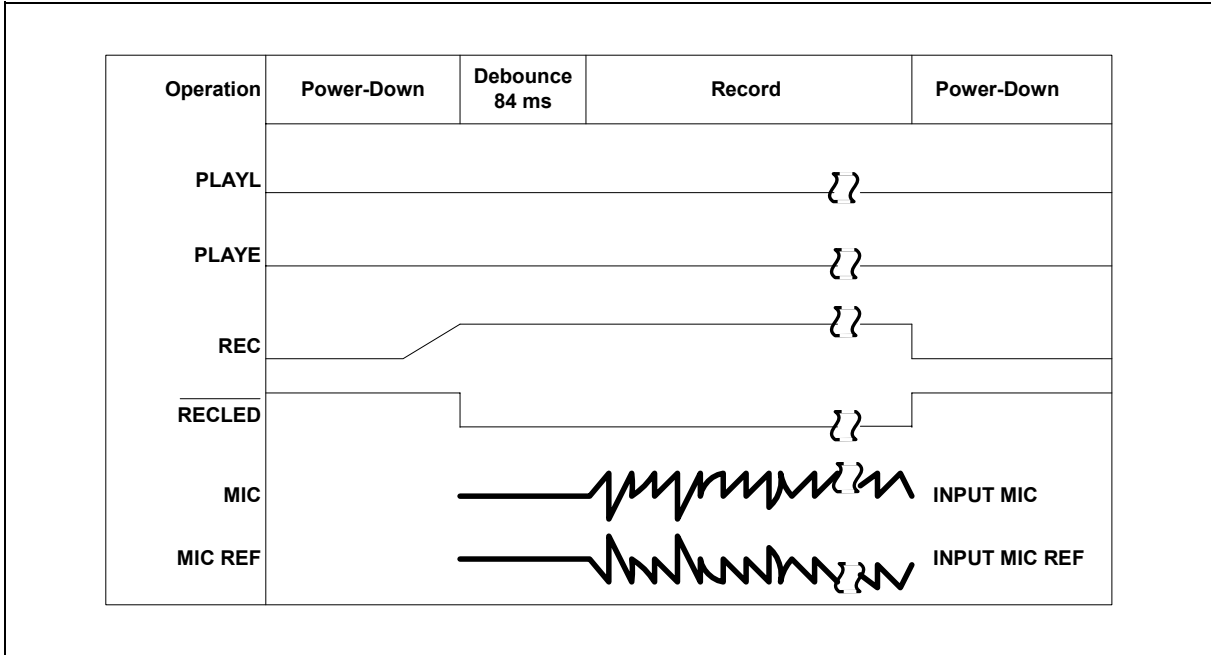 Operation Power-Down Debounce 84 ms Record Power-Down
PLAYL
PLAYE
REC
RECLED
MIC INPUT MIC
MIC REF INPUT MIC REF